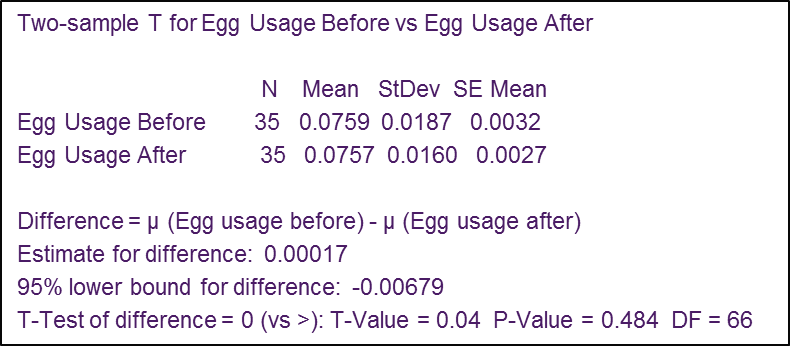 Two-sample T for Egg Usage Before vs Egg Usage After
N Mean StDev SE Mean
Egg Usage Before 35 0.0759 0.0187 0.0032
Egg Usage After 35 0.0757 0.0160 0.0027
Difference = µ (Egg usage before) - µ (Egg usage after)
Estimate for difference: 0.00017
95% lower bound for difference: -0.00679
T-Test of difference = 0 (vs >): T-Value = 0.04 P-Value = 0.484 DF = 66